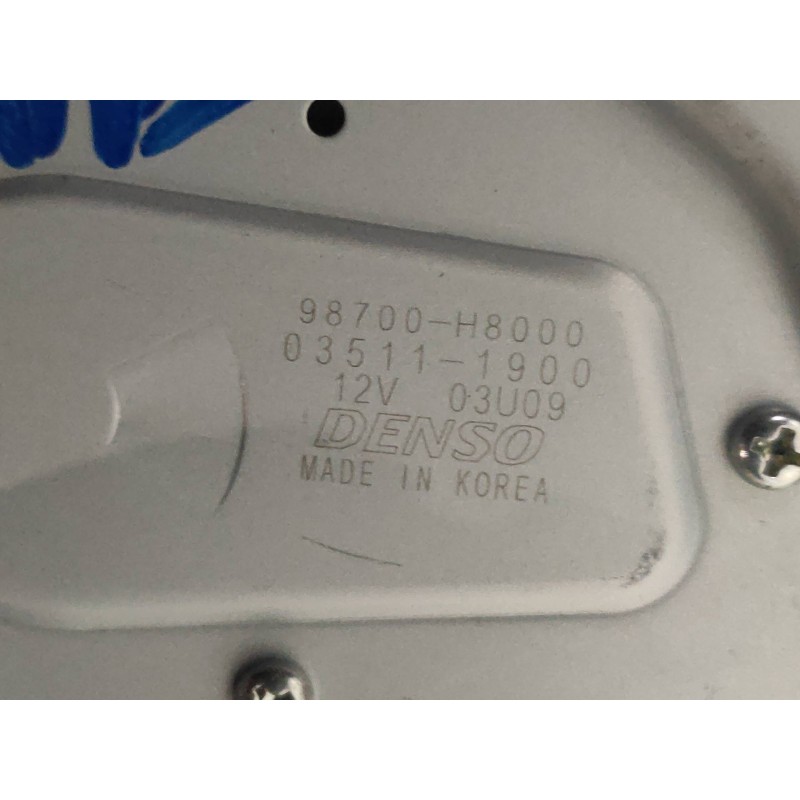 98700-H8000
03511-1900
12V 03U09
DENSO
MADE IN KOREA